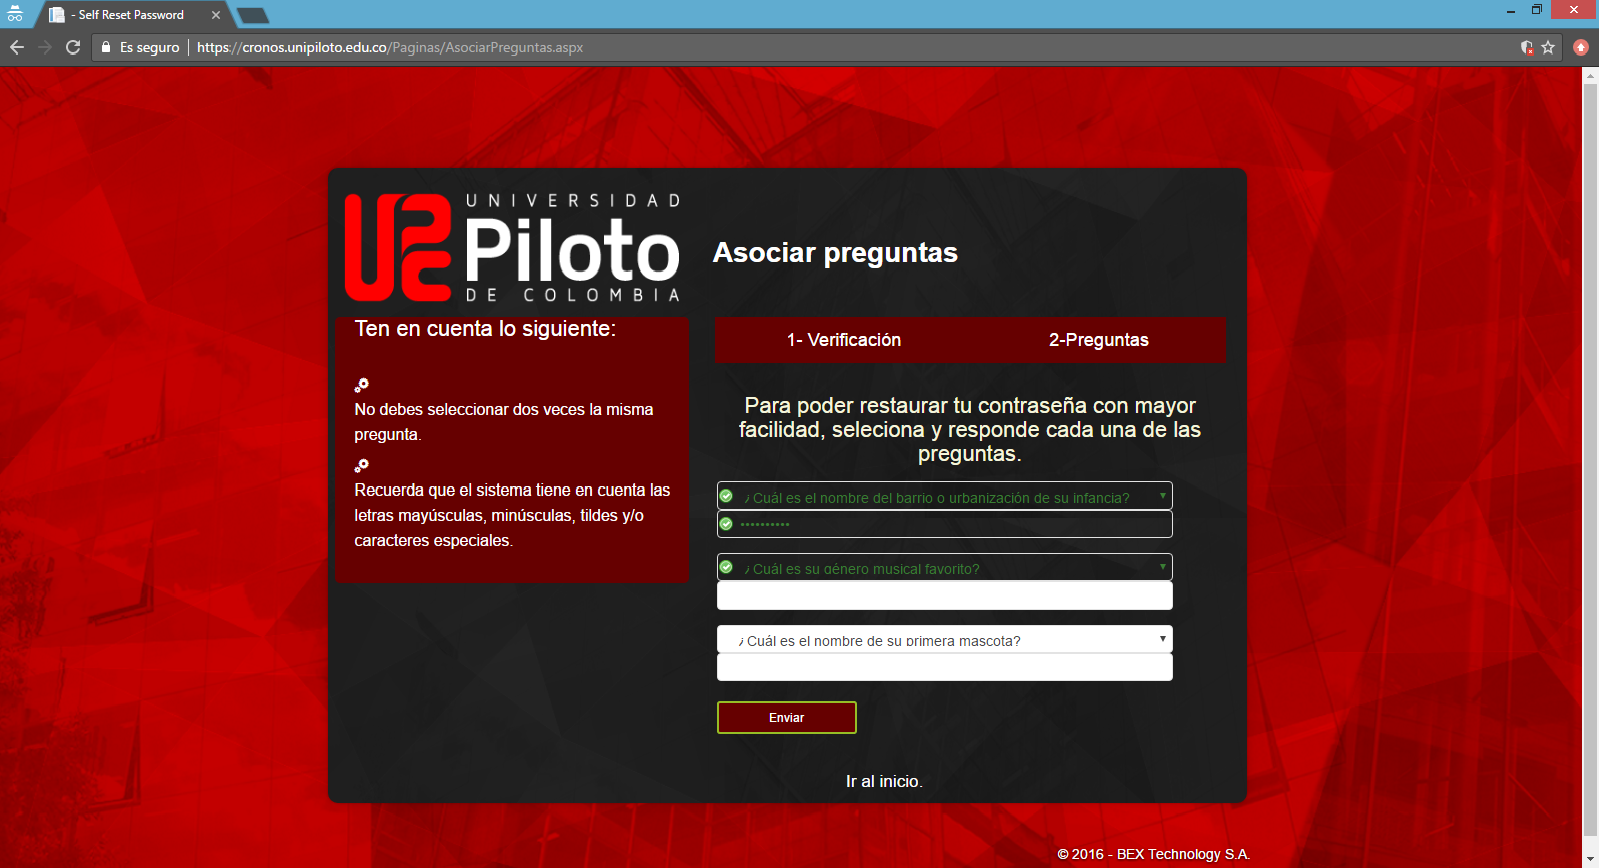 - Self Reset Password
Es seguro
https://cronos.unipiloto.edu.co/Paginas/AsociarPreguntas.aspx
UNIVERSIDAD
Piloto
DE COLOMBIA
Asociar preguntas
Ten en cuenta lo siguiente:
No debes seleccionar dos veces la misma
pregunta.
Recuerda que el sistema tiene en cuenta las
letras mayúsculas, minúsculas, tildes y/o
caracteres especiales.
1- Verificación
2-Preguntas
Para poder restaurar tu contraseña con mayor
facilidad, seleciona y responde cada una de las
preguntas.
¿Cuál es el nombre del barrio o urbanización de su infancia?
••••••••••
¿Cuál es su género musical favorito?
¿Cuál es el nombre de su primera mascota?
Enviar
Ir al inicio.
© 2016 - BEX Technology S.A.